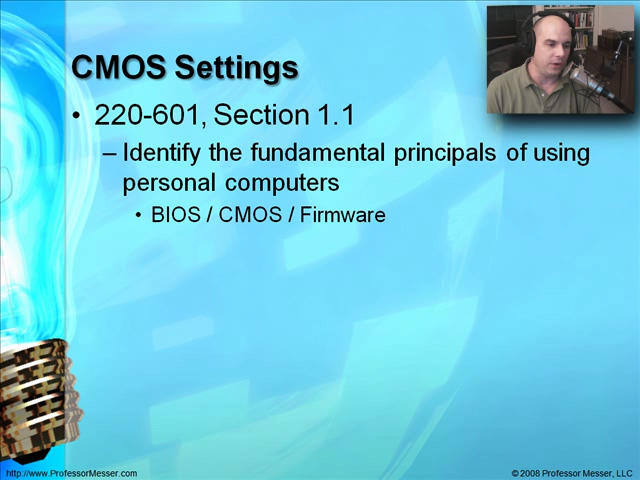 CMOS Settings
• 220-601, Section 1.1
– Identify the fundamental principals of using
personal computers
• BIOS / CMOS / Firmware
http://www.ProfessorMesser.com
© 2008 Professor Messer, LLC